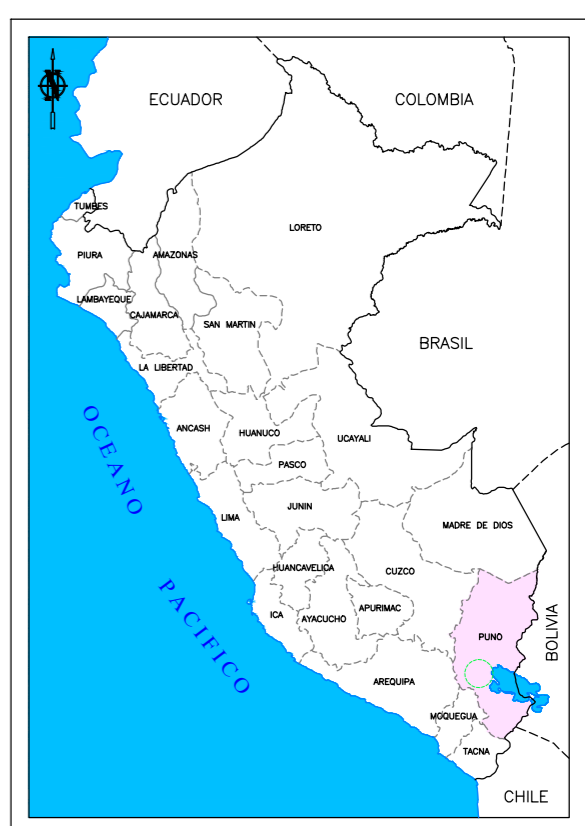 N
ECUADOR
COLOMBIA
TUMBES
LORETO
PIURA
AMAZONAS
LAMBAYEQUE
CAJAMARCA
SAN MARTIN
BRASIL
LA LIBERTAD
ANCASH
HUANUCO
UCAYALI
PASCO
OCEANO
PACIFICO
LIMA
JUNIN
MADRE DE DIOS
HUANCAVELICA
CUZCO
ICA
AYACUCHO
APURIMAC
PUNO
BOLIVIA
AREQUIPA
MOQUEGUA
TACNA
CHILE